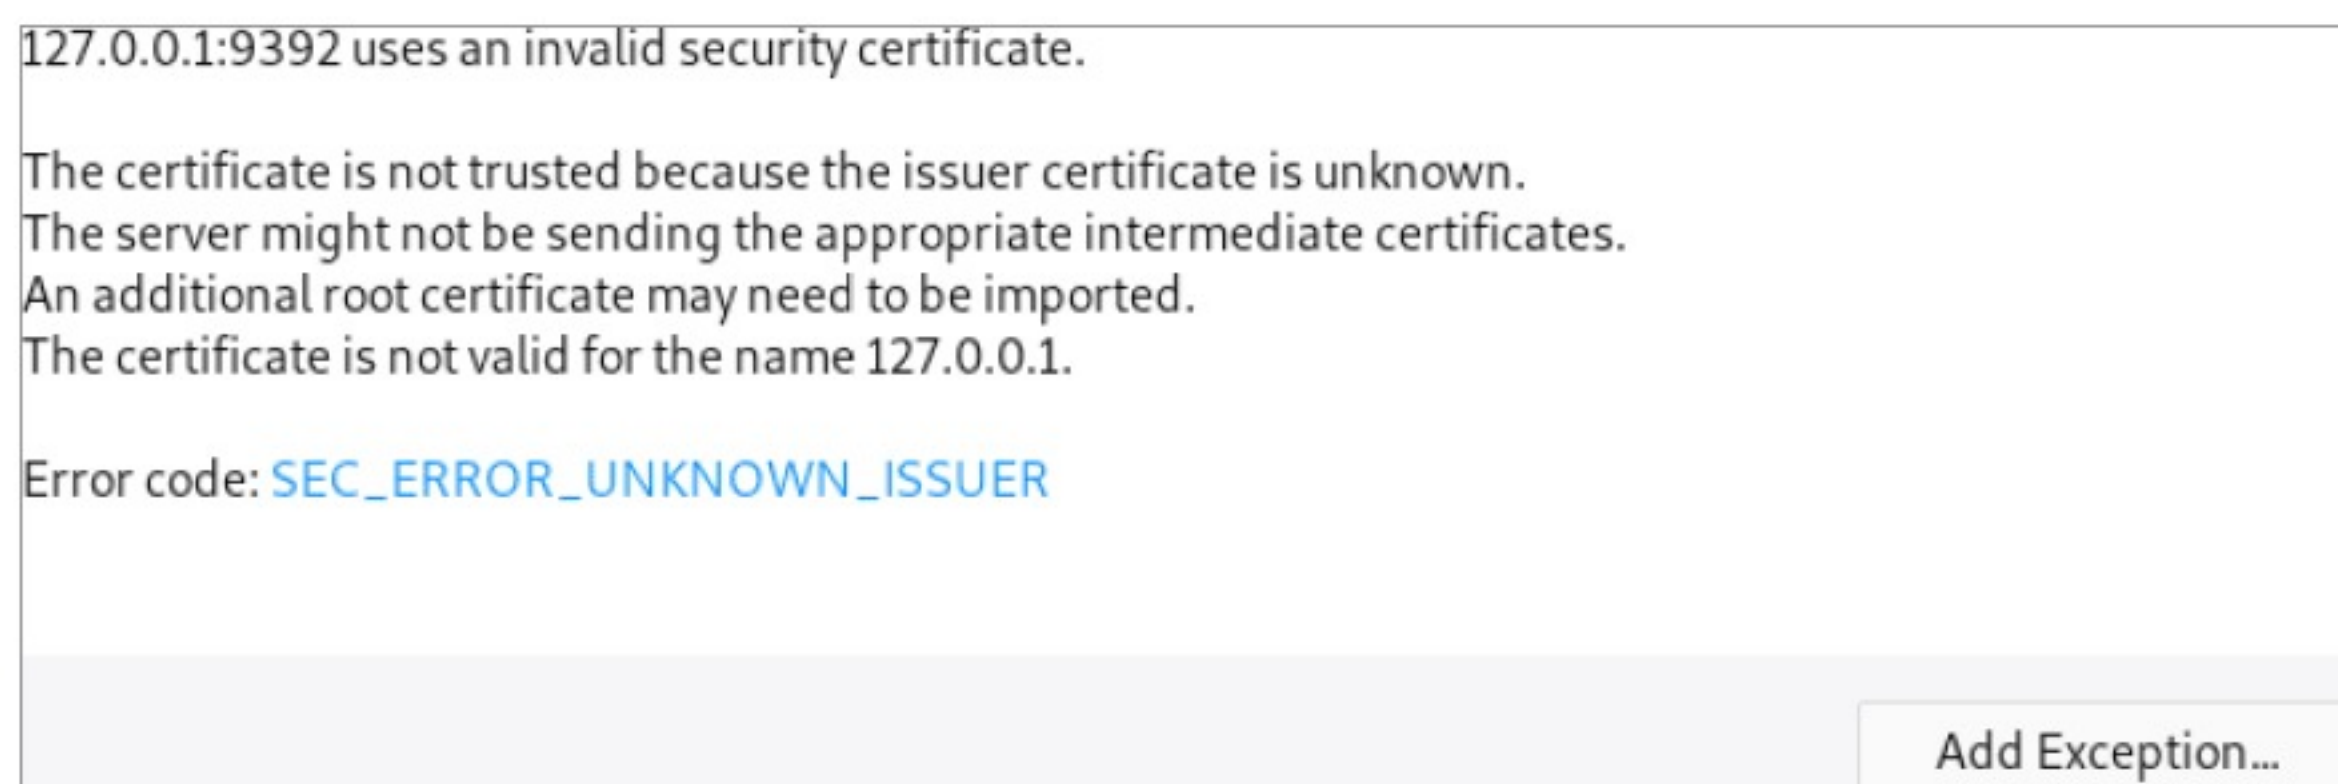 127.0.0.1:9392 uses an invalid security certificate.
The certificate is not trusted because the issuer certificate is unknown.
The server might not be sending the appropriate intermediate certificates.
An additional root certificate may need to be imported.
The certificate is not valid for the name 127.0.0.1.
Error code: SEC_ERROR_UNKNOWN_ISSUER
Add Exception...